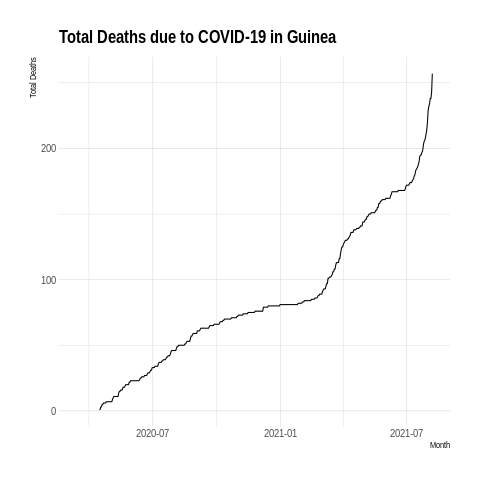 Total Deaths due to COVID-19 in Guinea
Total Deaths
200
100
0
2020-07
2021-01
2021-07
Month